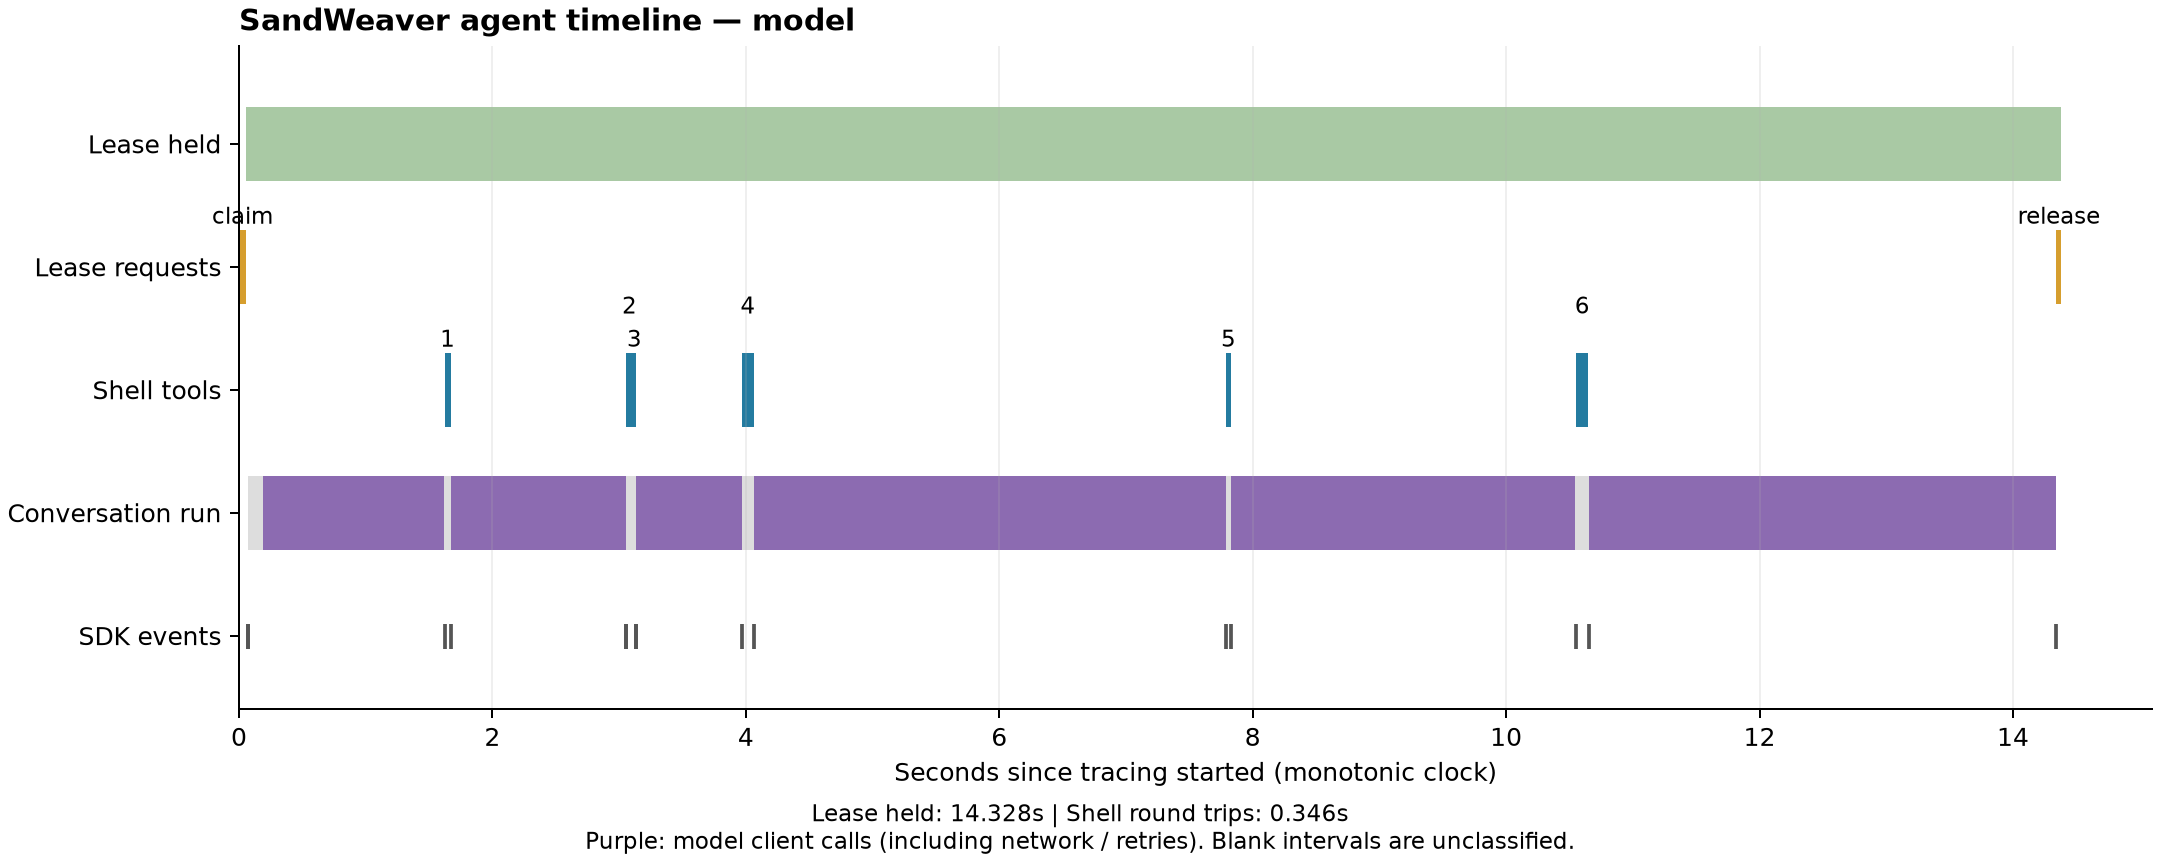 SandWeaver agent timeline — model
Lease held
claim
release
Lease requests
2
4
6
1
3
5
Shell tools
Conversation run
SDK events
0
2
4
6
8
10
12
14
Seconds since tracing started (monotonic clock)
Lease held: 14.328s | Shell round trips: 0.346s
Purple: model client calls (including network / retries). Blank intervals are unclassified.